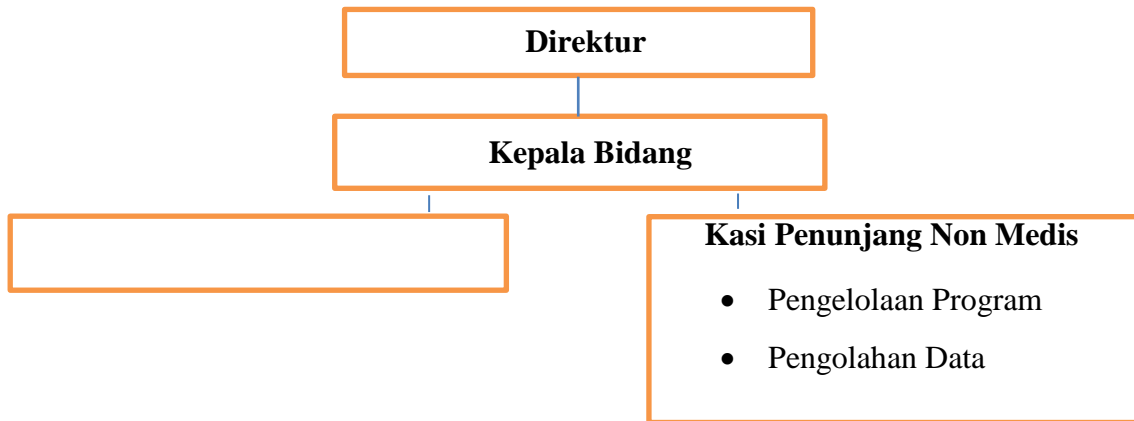 Direktur
Kepala Bidang
Kasi Penunjang Non Medis
• Pengelolaan Program
• Pengolahan Data